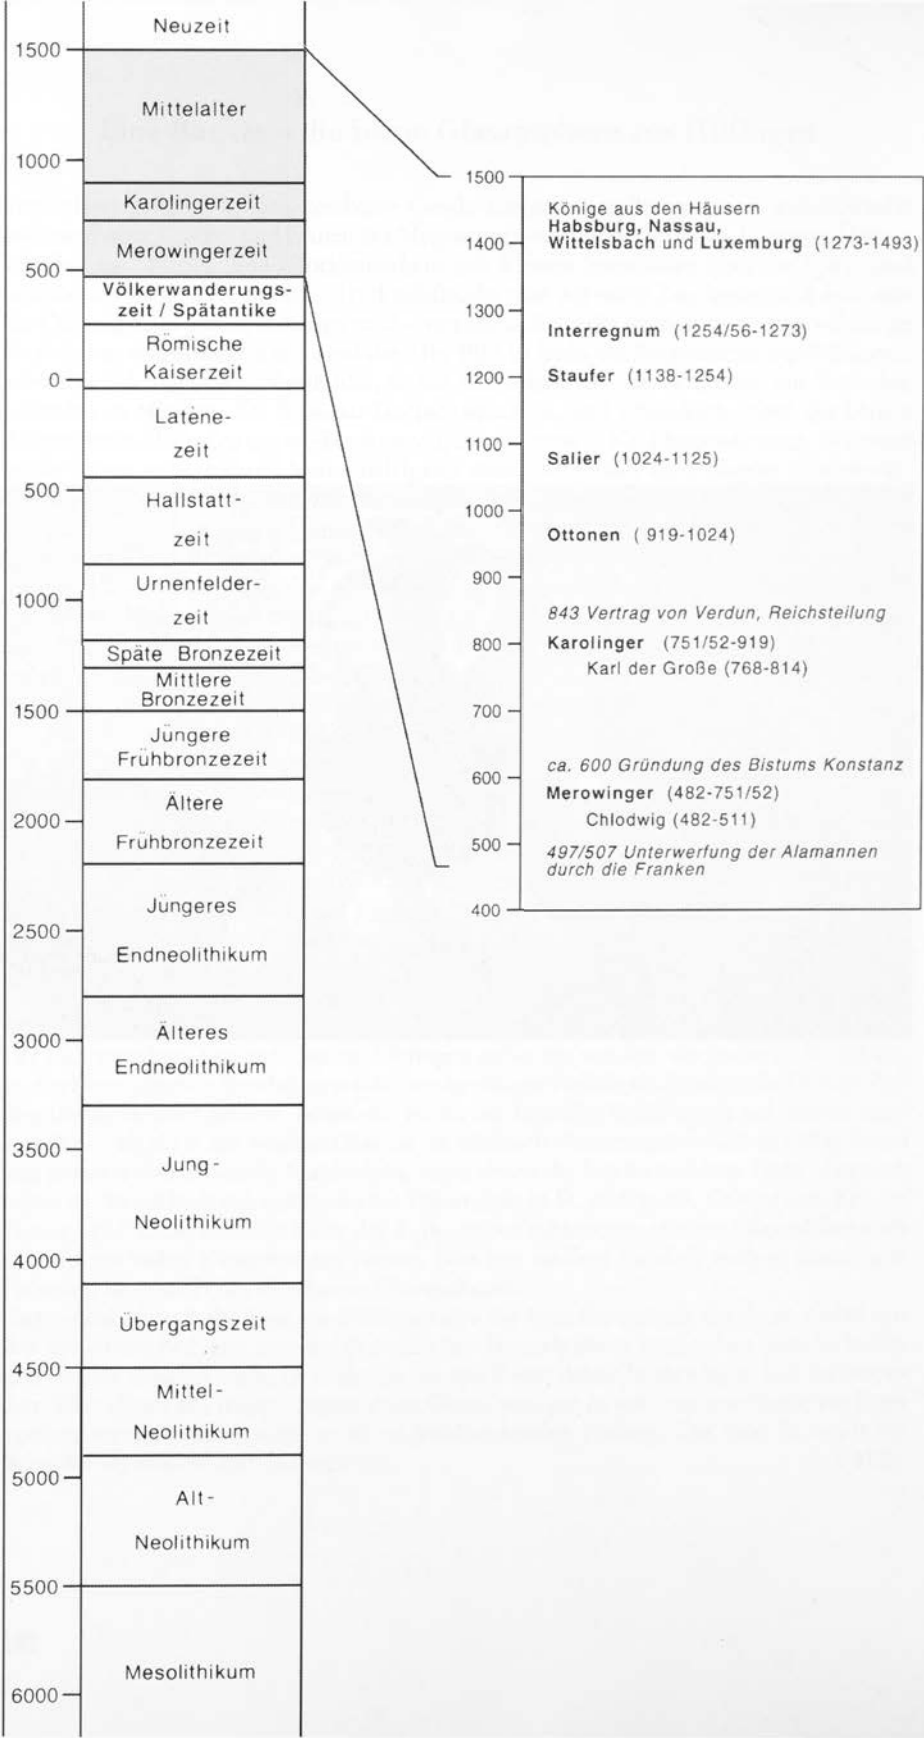 Neuzeit
1500
Mittelalter
1000
Karolingerzeit
Merowingerzeit
500
Völkerwanderungs-
zeit / Spätantike
Römische
Kaiserzeit
0
Latène-
zeit
500
Hallstatt-
zeit
Urnenfelder-
1000
zeit
Späte Bronzezeit
Mittlere
Bronzezeit
1500
Jüngere
Frühbronzezeit
Ältere
2000
Frühbronzezeit
Jüngeres
2500
Endneolithikum
Älteres
3000
Endneolithikum
3500
Jung-
Neolithikum
4000
Übergangszeit
4500
Mittel-
Neolithikum
5000
Alt-
Neolithikum
5500
Mesolithikum
6000
1500
Könige aus den Häusern
Habsburg, Nassau,
1400
Wittelsbach und Luxemburg (1273-1493)
1300
Interregnum (1254/56-1273)
1200
Staufer (1138-1254)
1100
Salier (1024-1125)
1000
Ottonen ( 919-1024)
900
843 Vertrag von Verdun, Reichsteilung
800
Karolinger (751/52-919)
Karl der Große (768-814)
700
ca. 600 Gründung des Bistums Konstanz
600
Merowinger (482-751/52)
Chlodwig (482-511)
500
497/507 Unterwerfung der Alamannen
durch die Franken
400